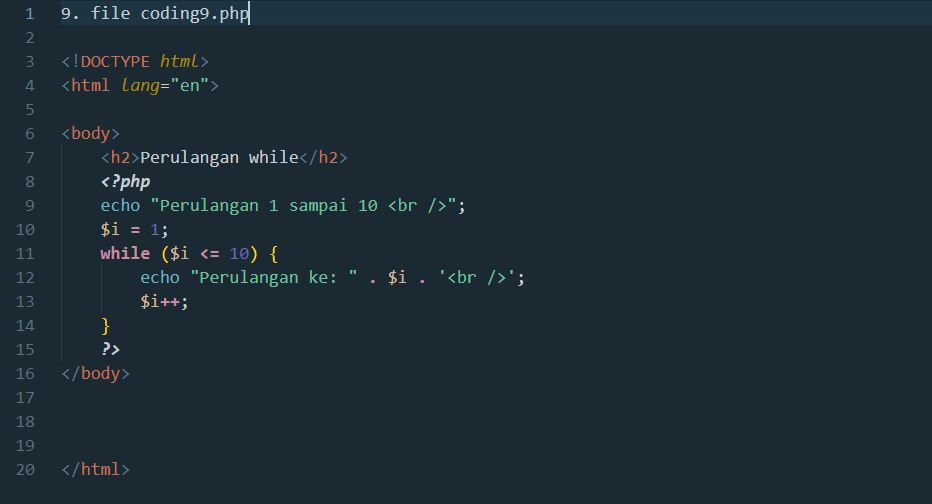 1 9. file coding9.php
2
3 <!DOCTYPE html>
4 <html lang="en">
5
6 <body>
7 <h2>Perulangan while</h2>
8 <?php
9 echo "Perulangan 1 sampai 10 <br />";
10 $i = 1;
11 while ($i <= 10) {
12 echo "Perulangan ke: " . $i . '<br />';
13 $i++;
14 }
15 ?>
16 </body>
17
18
19
20 </html>